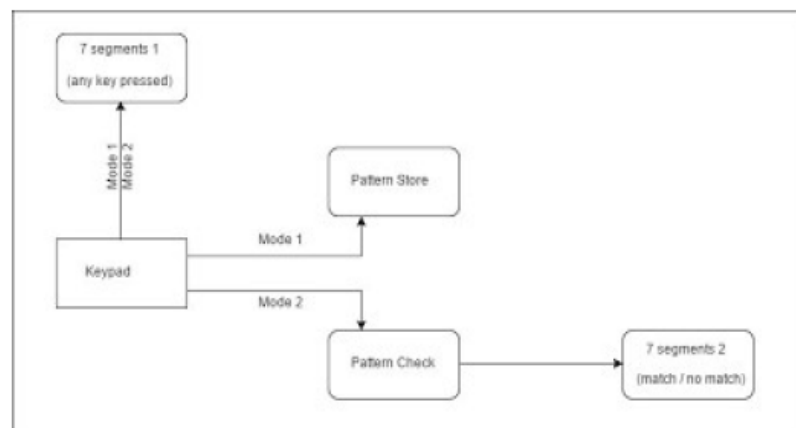 7 segments 1
(any key pressed)
Mode 1
Mode 2
Pattern Store
Mode 1
Keypad
Mode 2
Pattern Check
7 segments 2
(match / no match)